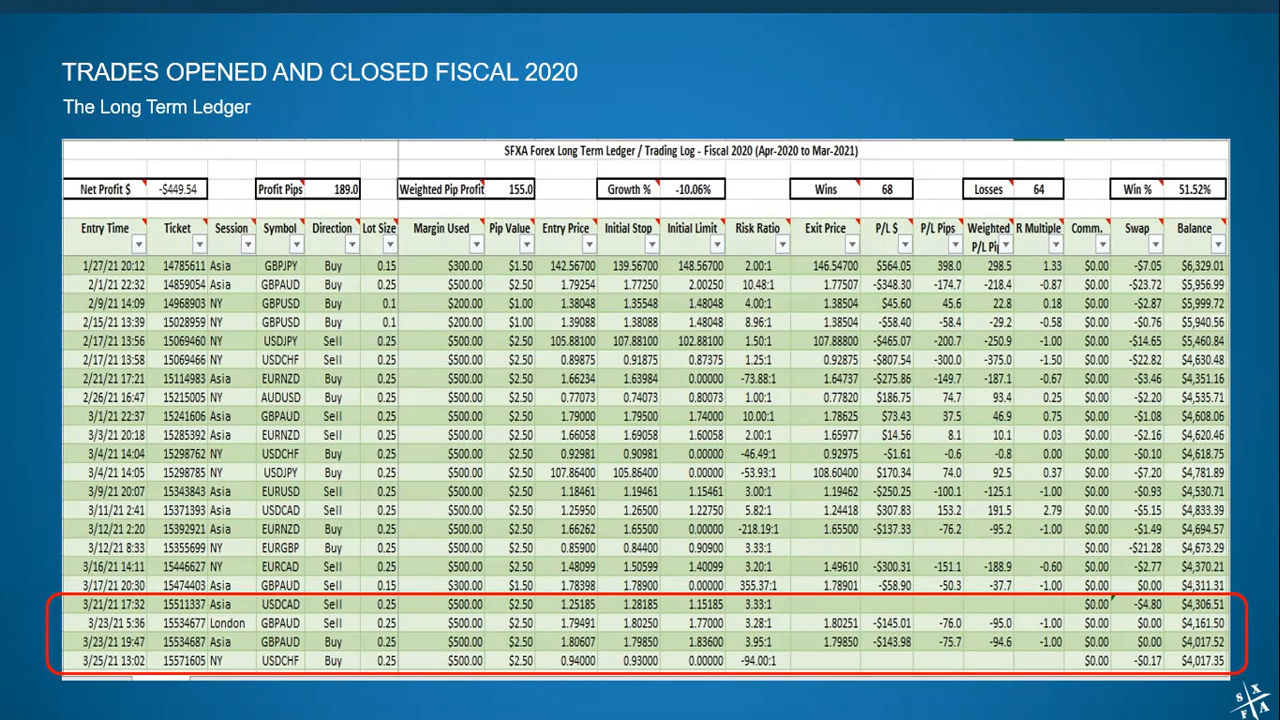 TRADES OPENED AND CLOSED FISCAL 2020
The Long Term Ledger
SFXA Forex Long Term Ledger / Trading Log - Fiscal 2020 (Apr-2020 to Mar-2021)
Net Profit $ -$449.54 Profit Pips 189.0 Weighted Pip Profit 155.0 Growth % -10.06% Wins 68 Losses 64 Win % 51.52%
Entry Time Ticket Session Symbol Direction Lot Size Margin Used Pip Value Entry Price Initial Stop Initial Limit Risk Ratio Exit Price P/L $ P/L Pips Weighted P/L Pip R Multiple Comm. Swap Balance
1/27/21 20:12 14785611 Asia GBPJPY Buy 0.15 $300.00 $1.50 142.56700 139.56700 148.56700 2.00:1 146.54700 $564.05 398.0 298.5 1.33 $0.00 -$7.05 $6,329.01
2/1/21 22:32 14859054 Asia GBPAUD Buy 0.25 $500.00 $2.50 1.79254 1.77250 2.00250 10.48:1 1.77507 -$348.30 -174.7 -218.4 -0.87 $0.00 -$23.72 $5,956.99
2/9/21 14:09 14968903 NY GBPUSD Buy 0.1 $200.00 $1.00 1.38048 1.35548 1.48048 4.00:1 1.38504 $45.60 45.6 22.8 0.18 $0.00 -$2.87 $5,999.72
2/15/21 13:39 15028959 NY GBPUSD Buy 0.1 $200.00 $1.00 1.39088 1.38088 1.48048 8.96:1 1.38504 -$58.40 -58.4 -29.2 -0.58 $0.00 -$0.76 $5,940.56
2/17/21 13:56 15069460 NY USDJPY Sell 0.25 $500.00 $2.50 105.88100 107.88100 102.88100 1.50:1 107.88800 -$465.07 -200.7 -250.9 -1.00 $0.00 -$14.65 $5,460.84
2/17/21 13:58 15069466 NY USDCHF Sell 0.25 $500.00 $2.50 0.89875 0.91875 0.87375 1.25:1 0.92875 -$807.54 -300.0 -375.0 -1.50 $0.00 -$22.82 $4,630.48
2/21/21 17:21 15114983 Asia EURNZD Buy 0.25 $500.00 $2.50 1.66234 1.63984 0.00000 -73.88:1 1.64737 -$275.86 -149.7 -187.1 -0.67 $0.00 -$3.46 $4,351.16
2/26/21 16:47 15215005 NY AUDUSD Buy 0.25 $500.00 $2.50 0.77073 0.74073 0.80073 1.00:1 0.77820 $186.75 74.7 93.4 0.25 $0.00 -$2.20 $4,535.71
3/1/21 22:37 15241606 Asia GBPAUD Sell 0.25 $500.00 $2.50 1.79000 1.79500 1.74000 10.00:1 1.78625 $73.43 37.5 46.9 0.75 $0.00 -$1.08 $4,608.06
3/3/21 20:18 15285392 Asia EURNZD Sell 0.25 $500.00 $2.50 1.66058 1.69058 1.60058 2.00:1 1.65977 $14.56 8.1 10.1 0.03 $0.00 -$2.16 $4,620.46
3/4/21 14:04 15298762 NY USDCHF Buy 0.25 $500.00 $2.50 0.92981 0.90981 0.00000 -46.49:1 0.92975 -$1.61 -0.6 -0.8 0.00 $0.00 -$0.10 $4,618.75
3/4/21 14:05 15298785 NY USDJPY Buy 0.25 $500.00 $2.50 107.86400 105.86400 0.00000 -53.93:1 108.60400 $170.34 74.0 92.5 0.37 $0.00 -$7.20 $4,781.89
3/9/21 20:07 15343843 Asia EURUSD Sell 0.25 $500.00 $2.50 1.18461 1.19461 1.15461 3.00:1 1.19462 -$250.25 -100.1 -125.1 -1.00 $0.00 -$0.93 $4,530.71
3/11/21 2:41 15371393 Asia USDCAD Sell 0.25 $500.00 $2.50 1.25950 1.26500 1.22750 5.82:1 1.24418 $307.83 153.2 191.5 2.79 $0.00 -$5.15 $4,833.39
3/12/21 2:20 15392921 Asia EURNZD Buy 0.25 $500.00 $2.50 1.66262 1.65500 0.00000 -218.19:1 1.65500 -$137.33 -76.2 -95.2 -1.00 $0.00 -$1.49 $4,694.57
3/12/21 8:33 15355699 NY EURGBP Buy 0.25 $500.00 $2.50 0.85900 0.84400 0.90900 3.33:1 $0.00 -$21.28 $4,673.29
3/16/21 14:11 15446627 NY EURCAD Buy 0.25 $500.00 $2.50 1.48099 1.50599 1.40099 3.20:1 1.49610 -$300.31 -151.1 -188.9 -0.60 $0.00 -$2.77 $4,370.21
3/17/21 20:30 15474403 Asia GBPAUD Sell 0.15 $300.00 $1.50 1.78398 1.78900 0.00000 355.37:1 1.78901 -$58.90 -50.3 -37.7 -1.00 $0.00 $0.00 $4,311.31
3/21/21 17:32 15511337 Asia USDCAD Sell 0.25 $500.00 $2.50 1.25185 1.28185 1.15185 3.33:1 $0.00 -$4.80 $4,306.51
3/23/21 5:36 15534677 London GBPAUD Sell 0.25 $500.00 $2.50 1.79491 1.80250 1.77000 3.28:1 1.80251 -$145.01 -76.0 -95.0 -1.00 $0.00 $0.00 $4,161.50
3/23/21 19:47 15534687 Asia GBPAUD Buy 0.25 $500.00 $2.50 1.80607 1.79850 1.83600 3.95:1 1.79850 -$143.98 -75.7 -94.6 -1.00 $0.00 $0.00 $4,017.52
3/25/21 13:02 15571605 NY USDCHF Buy 0.25 $500.00 $2.50 0.94000 0.93000 0.00000 -94.00:1 $0.00 -$0.17 $4,017.35
S X
F A